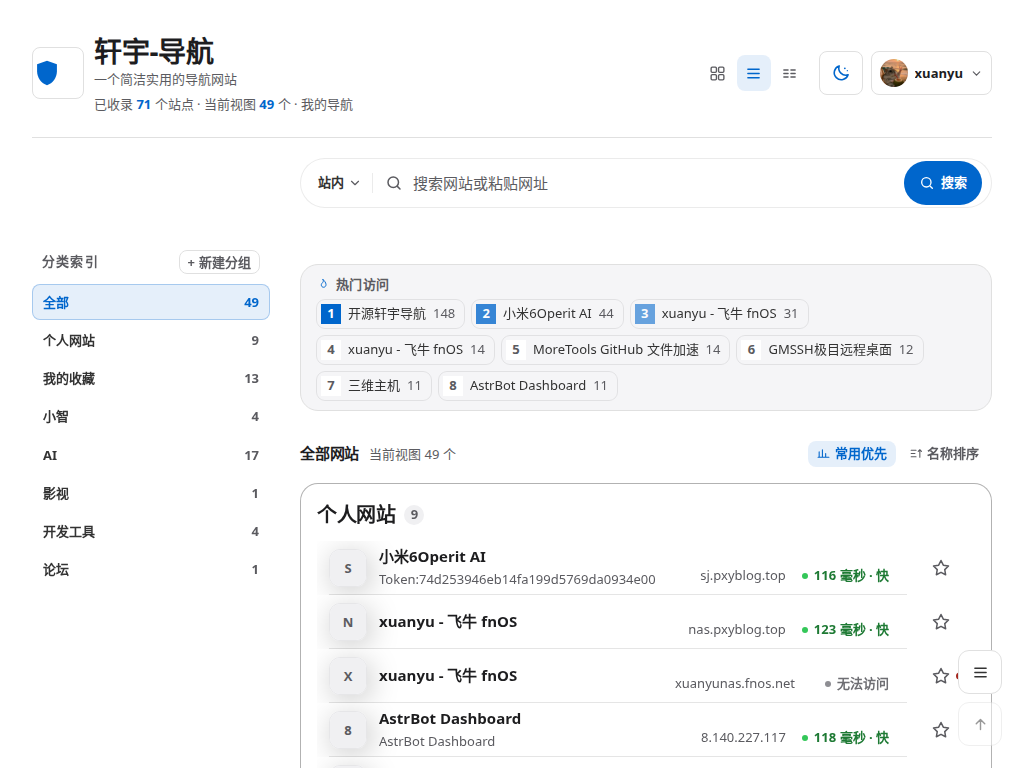 轩宇-导航
一个简洁实用的导航网站
已收录 71 个站点 · 当前视图 49 个 · 我的导航
xuanyu
站内
搜索网站或粘贴网址
搜索
分类索引
+ 新建分组
全部 49
个人网站 9
我的收藏 13
小智 4
AI 17
影视 1
开发工具 4
论坛 1
热门访问
1 开源轩宇导航 148
2 小米6Operit AI 44
3 xuanyu - 飞牛 fnOS 31
4 xuanyu - 飞牛 fnOS 14
5 MoreTools GitHub 文件加速 14
6 GMSSH极目远程桌面 12
7 三维主机 11
8 AstrBot Dashboard 11
全部网站 当前视图 49 个
常用优先
名称排序
个人网站 9
S
小米6Operit AI
Token:74d253946eb14fa199d5769da0934e00
sj.pxyblog.top
116 毫秒 · 快
N
xuanyu - 飞牛 fnOS
nas.pxyblog.top
123 毫秒 · 快
X
xuanyu - 飞牛 fnOS
xuanyunas.fnos.net
无法访问
8
AstrBot Dashboard
AstrBot Dashboard
8.140.227.117
118 毫秒 · 快